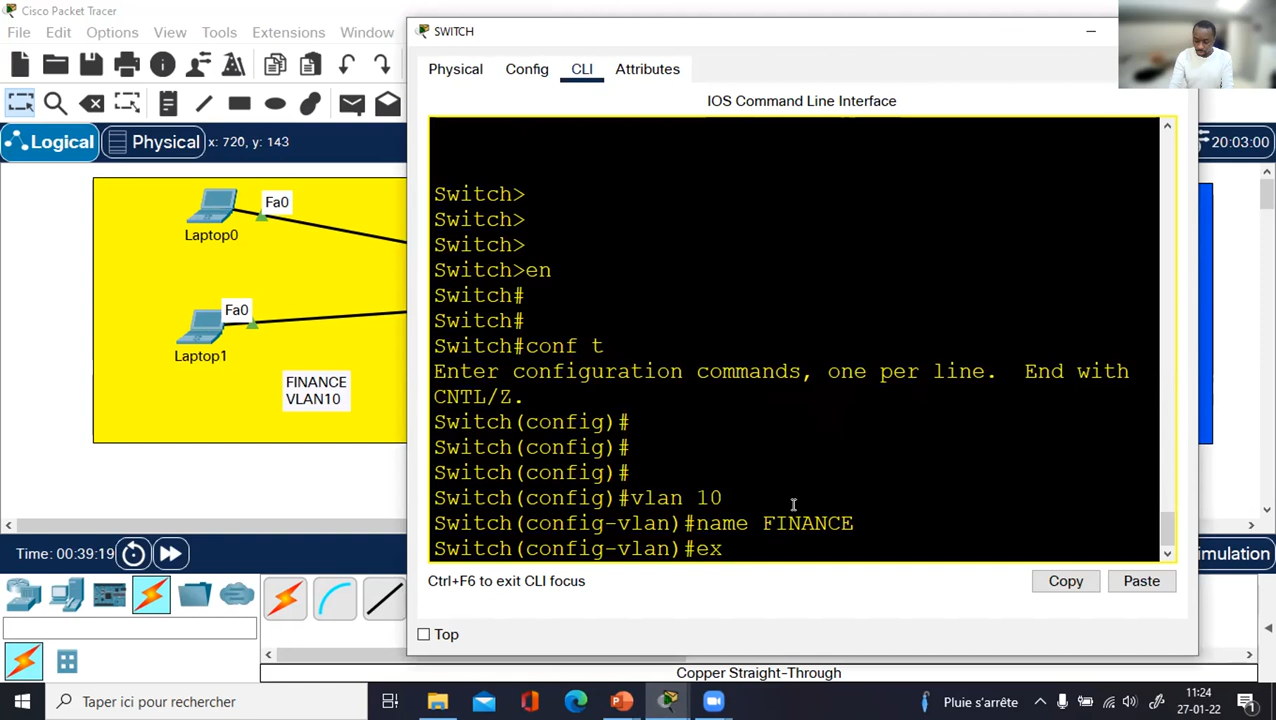 Cisco Packet Tracer
File Edit Options View Tools Extensions Window
SWITCH
Physical Config CLI Attributes
IOS Command Line Interface
Logical Physical x: 720, y: 143
20:03:00
Fa0
Laptop0
Fa0
Laptop1
FINANCE
VLAN10
Switch>
Switch>
Switch>
Switch>en
Switch#
Switch#
Switch#conf t
Enter configuration commands, one per line. End with
CNTL/Z.
Switch(config)#
Switch(config)#
Switch(config)#
Switch(config)#vlan 10
Switch(config-vlan)#name FINANCE
Switch(config-vlan)#ex
Ctrl+F6 to exit CLI focus
Copy Paste
Top
Time: 00:39:19
imulation
Copper Straight-Through
Taper ici pour rechercher
Pluie s'arrête
11:24
27-01-22
1